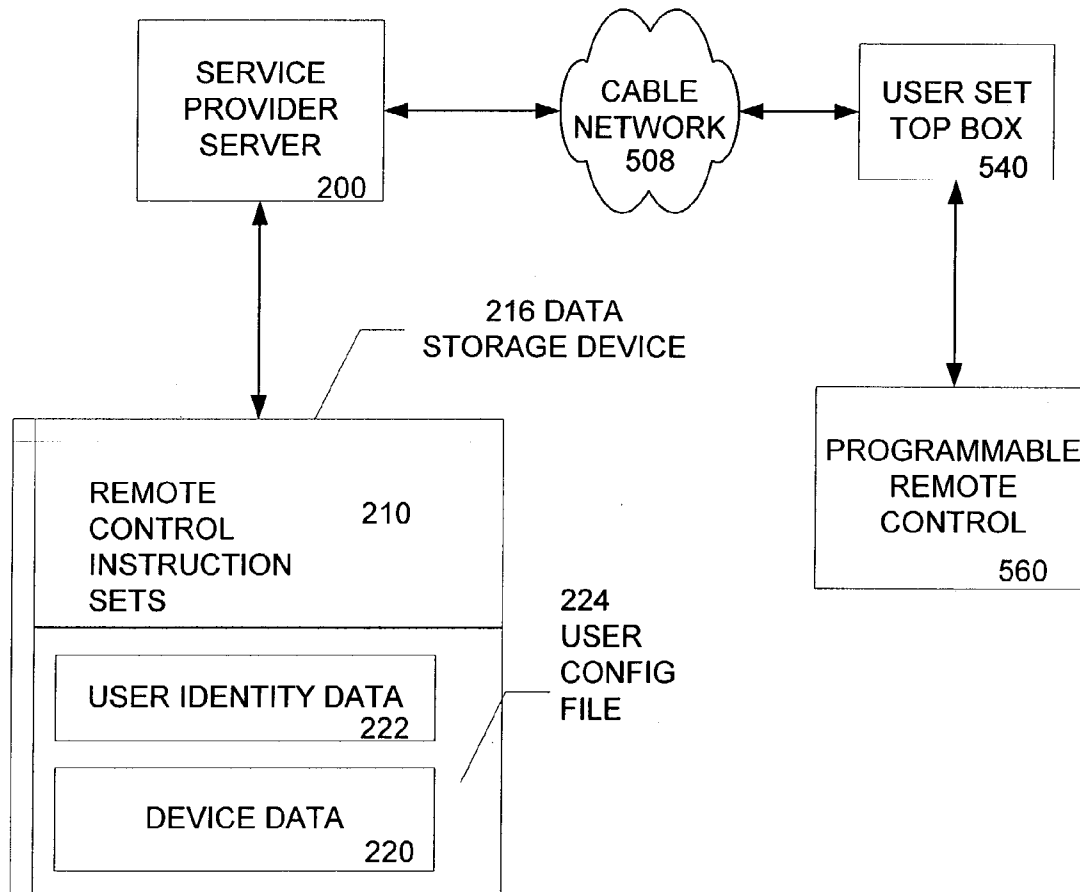 SERVICE
PROVIDER
SERVER
200
CABLE
NETWORK
508
USER SET
TOP BOX
540
216 DATA
STORAGE DEVICE
REMOTE
CONTROL
INSTRUCTION
SETS
210
PROGRAMMABLE
REMOTE
CONTROL
560
224
USER
CONFIG
FILE
USER IDENTITY DATA
222
DEVICE DATA
220